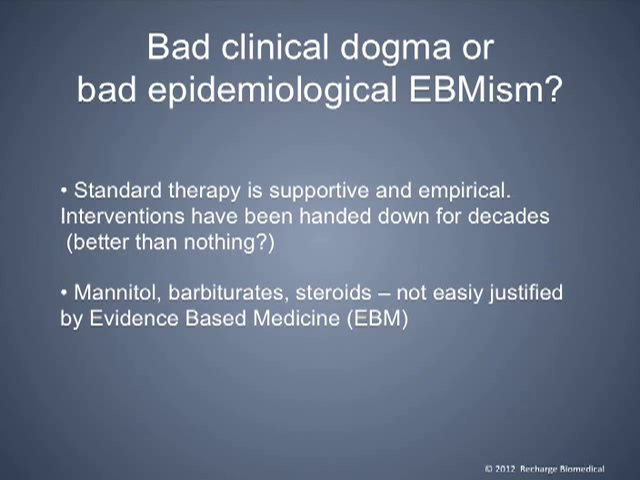 Bad clinical dogma or
bad epidemiological EBMism?
• Standard therapy is supportive and empirical.
Interventions have been handed down for decades
(better than nothing?)
• Mannitol, barbiturates, steroids – not easiy justified
by Evidence Based Medicine (EBM)
© 2012 Recharge Biomedical